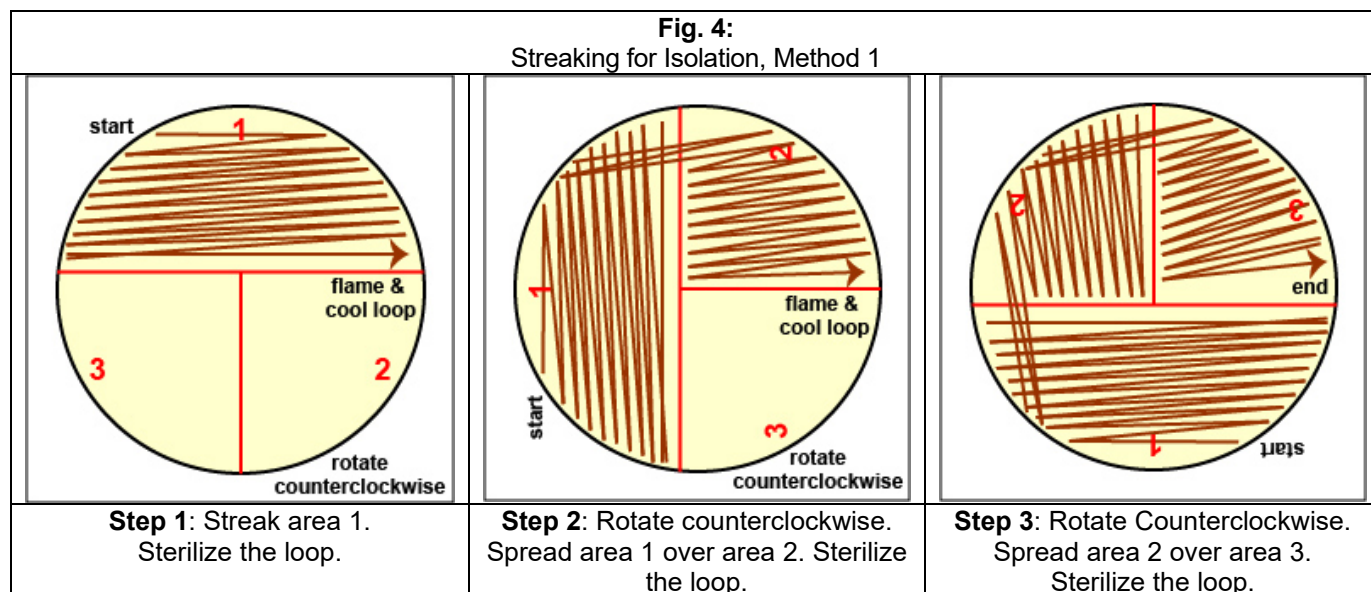 Fig. 4:
Streaking for Isolation, Method 1
start
1
flame &
cool loop
3
2
rotate
counterclockwise
2
1
flame &
cool loop
start
3
rotate
counterclockwise
2
3
end
1
start
Step 1: Streak area 1.
Sterilize the loop.
Step 2: Rotate counterclockwise.
Spread area 1 over area 2. Sterilize
the loop.
Step 3: Rotate Counterclockwise.
Spread area 2 over area 3.
Sterilize the loop.